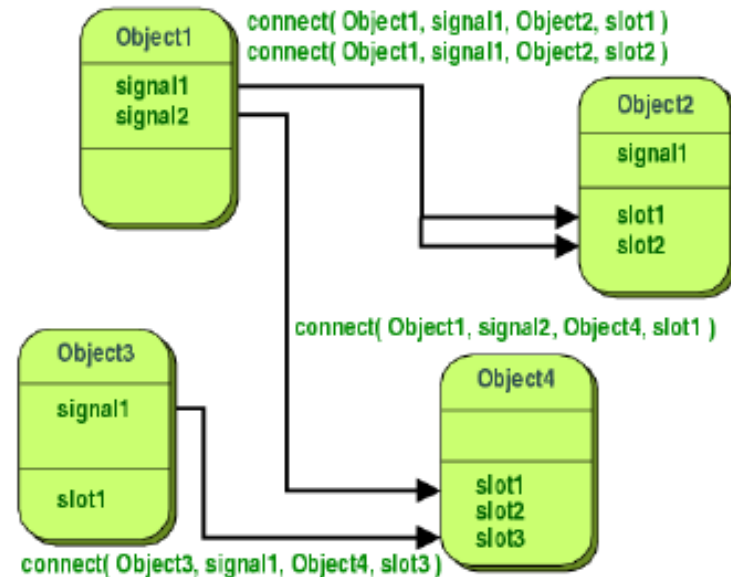 Object1
signal1
signal2
connect( Object1, signal1, Object2, slot1 )
connect( Object1, signal1, Object2, slot2 )
Object2
signal1
slot1
slot2
connect( Object1, signal2, Object4, slot1 )
Object3
signal1
slot1
Object4
slot1
slot2
slot3
connect( Object3, signal1, Object4, slot3 )